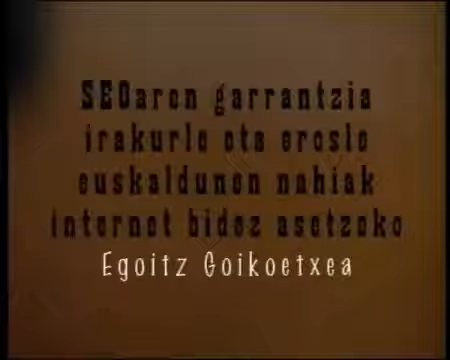 SEOaren garrantzia
irakurle eta erosle
euskaldunen nahiak
internet bidez asetzeko
Egoitz Goikoetxea